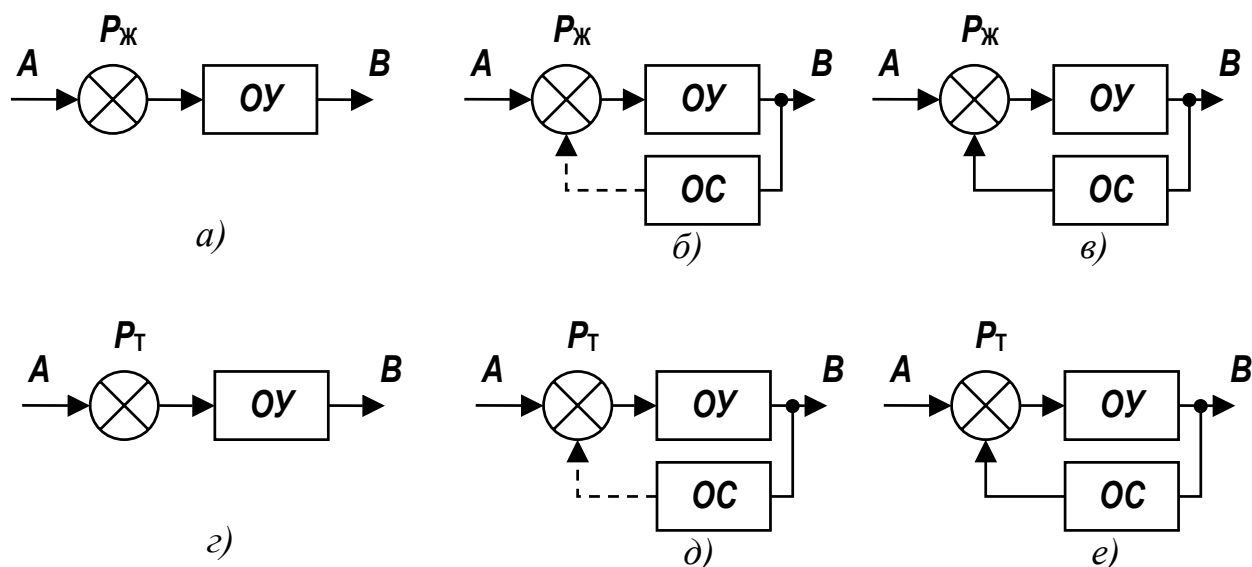 Pж Pж Pж
A B A B A B
ОУ ОУ ОУ
ОС ОС
а) б) в)
Pт Pт Pт
A B A B A B
ОУ ОУ ОУ
ОС ОС
г) д) е)